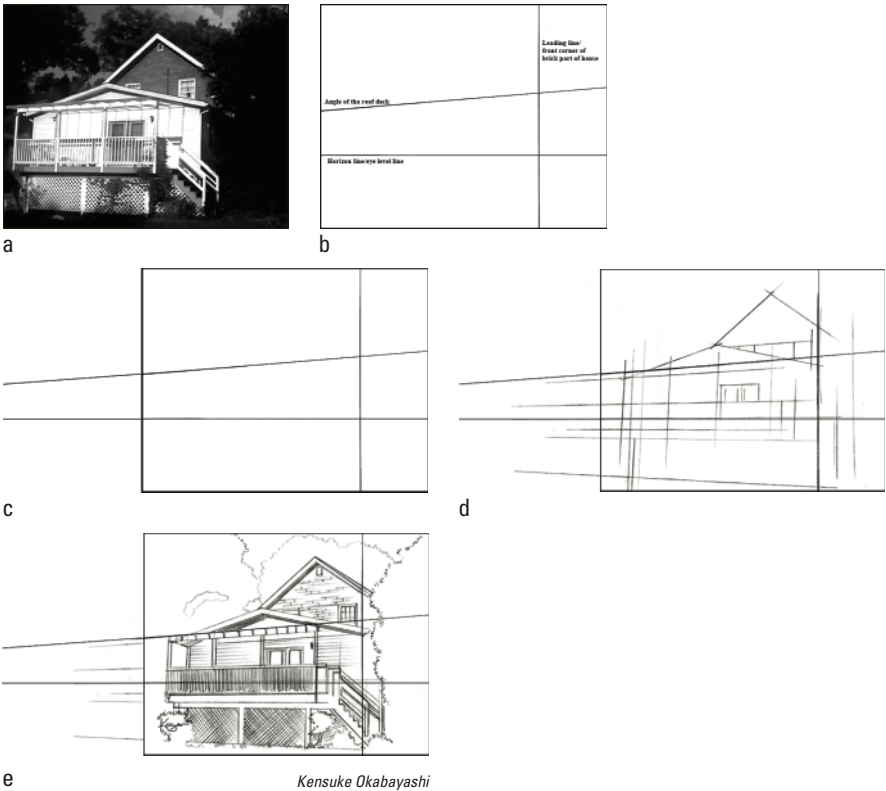 Leading line/
front corner of
brick part of house
Angle of the roof deck
Horizon line/eye level line
a
b
c
d
e
Kensuke Okabayashi